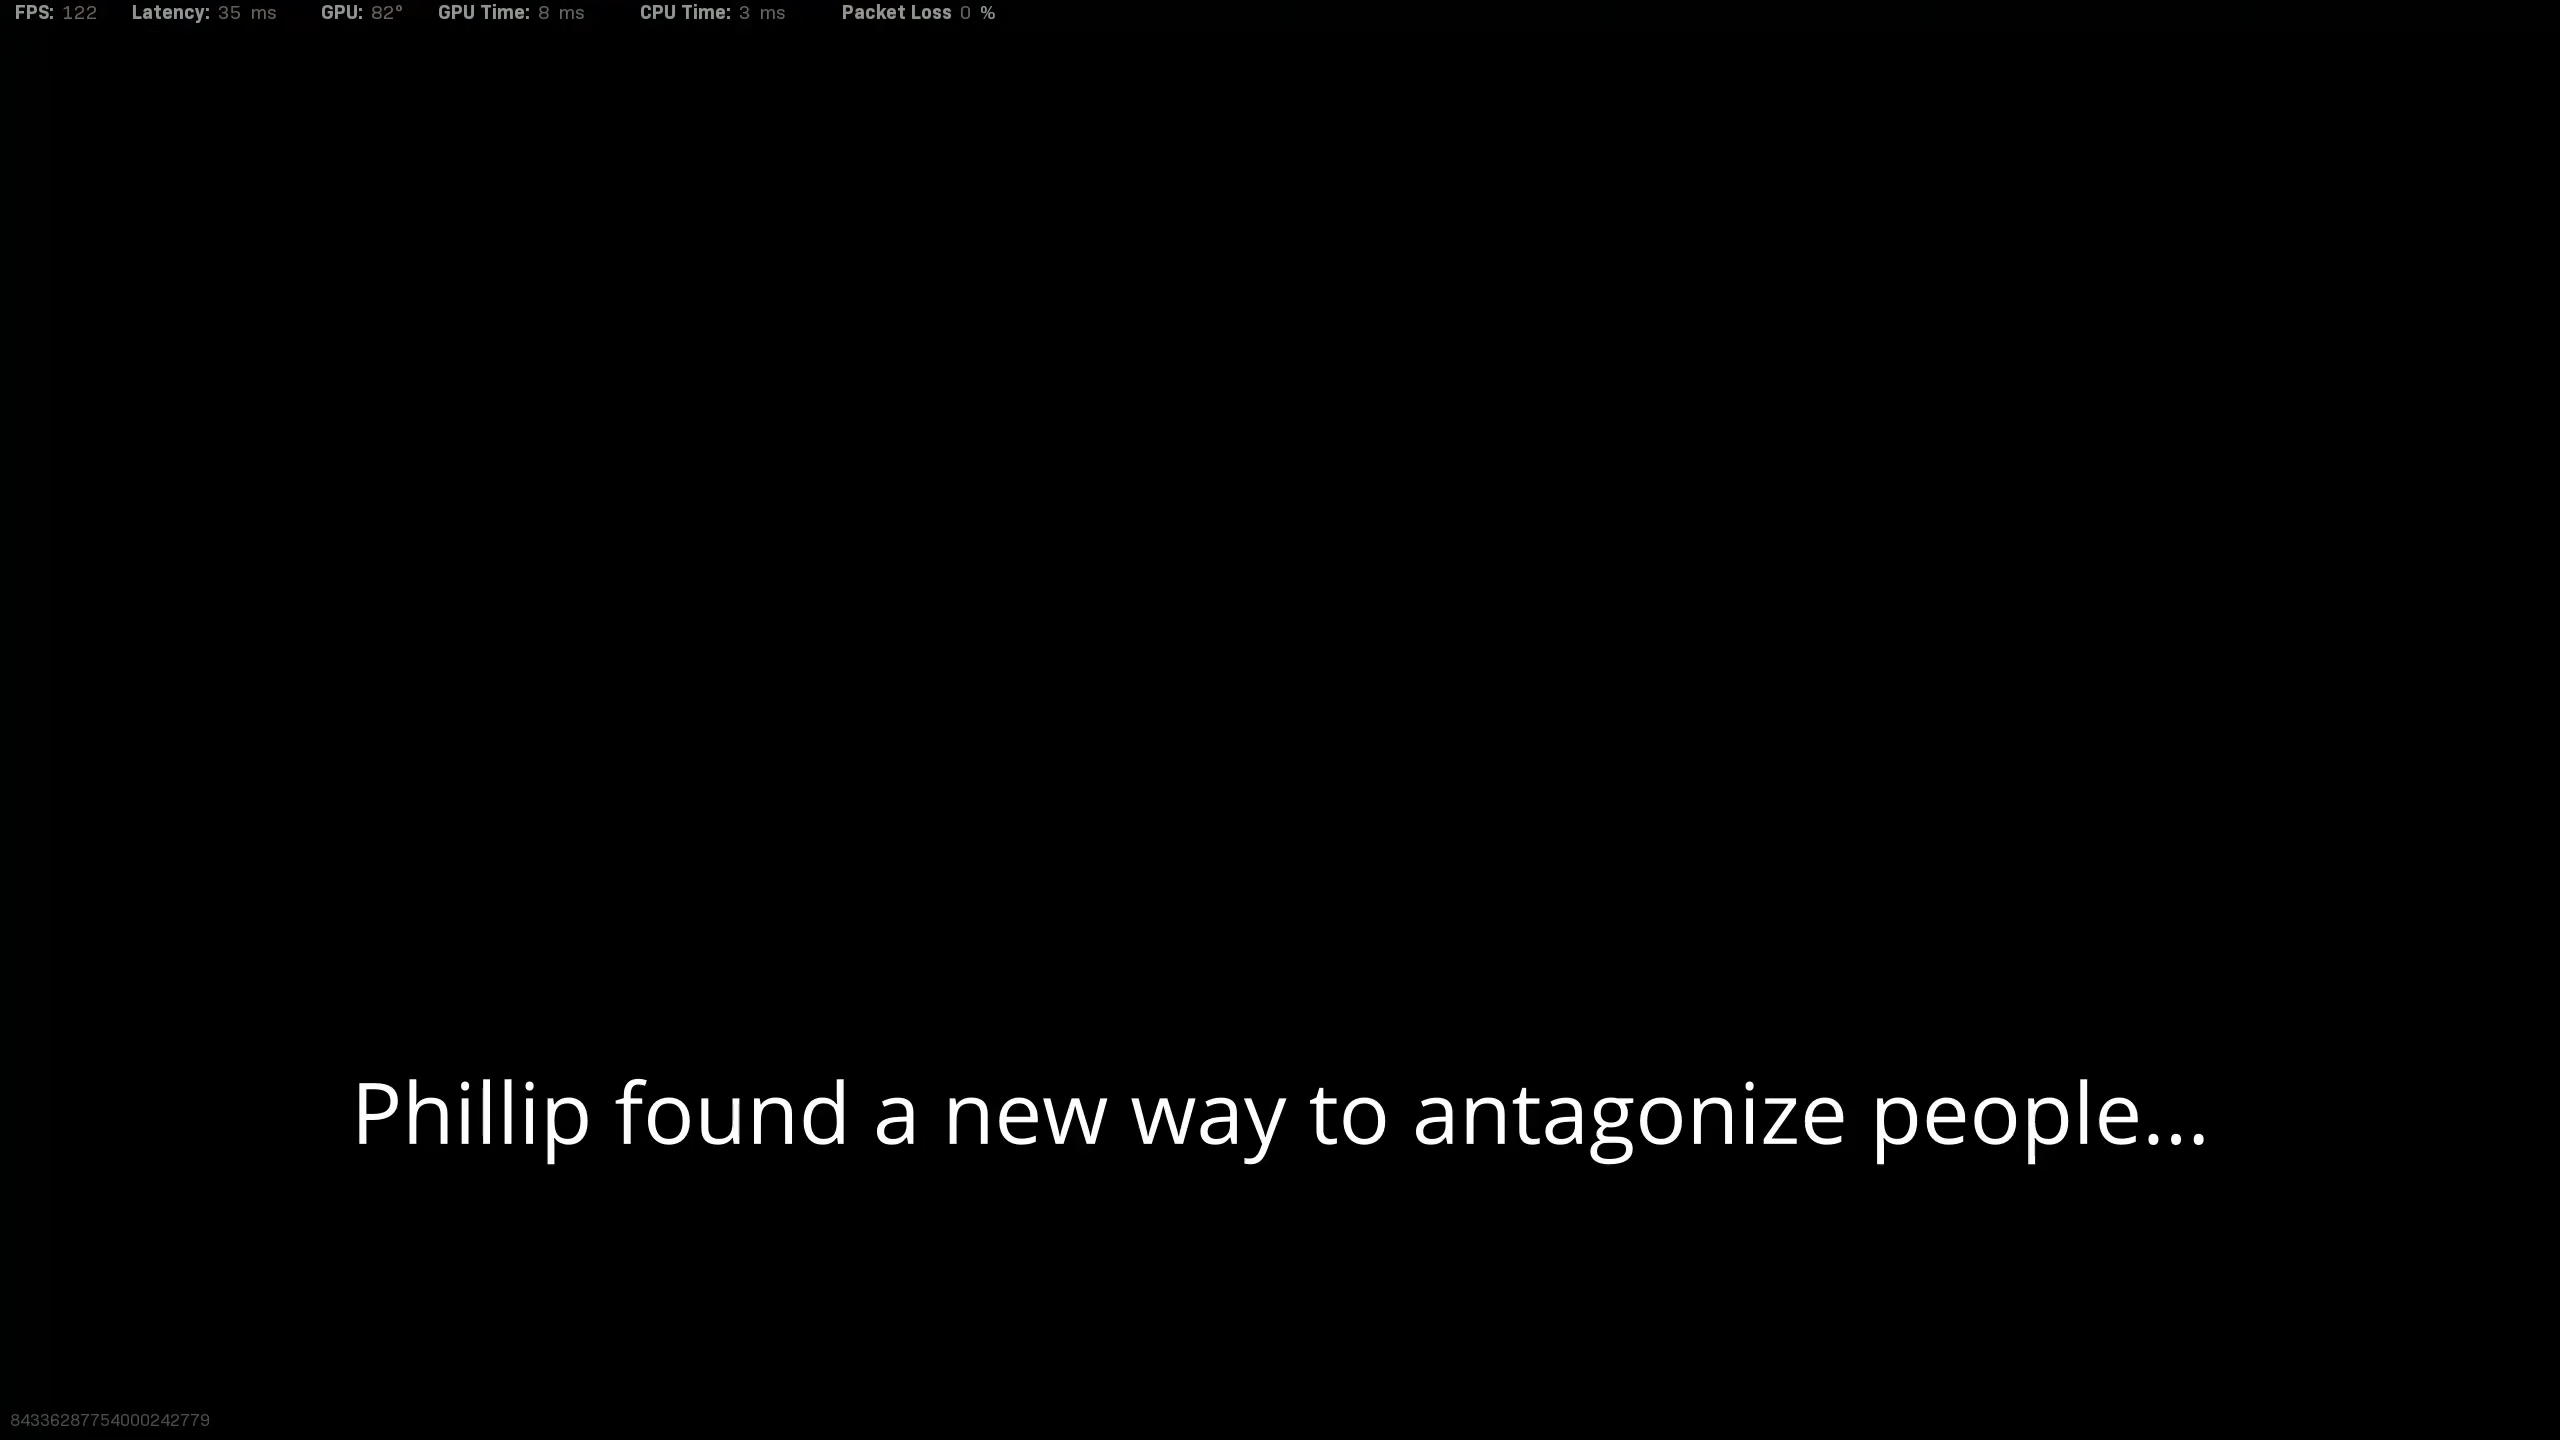 FPS: 122 Latency: 35 ms GPU: 82° GPU Time: 8 ms CPU Time: 3 ms Packet Loss 0 %
Phillip found a new way to antagonize people...
84336287754000242779